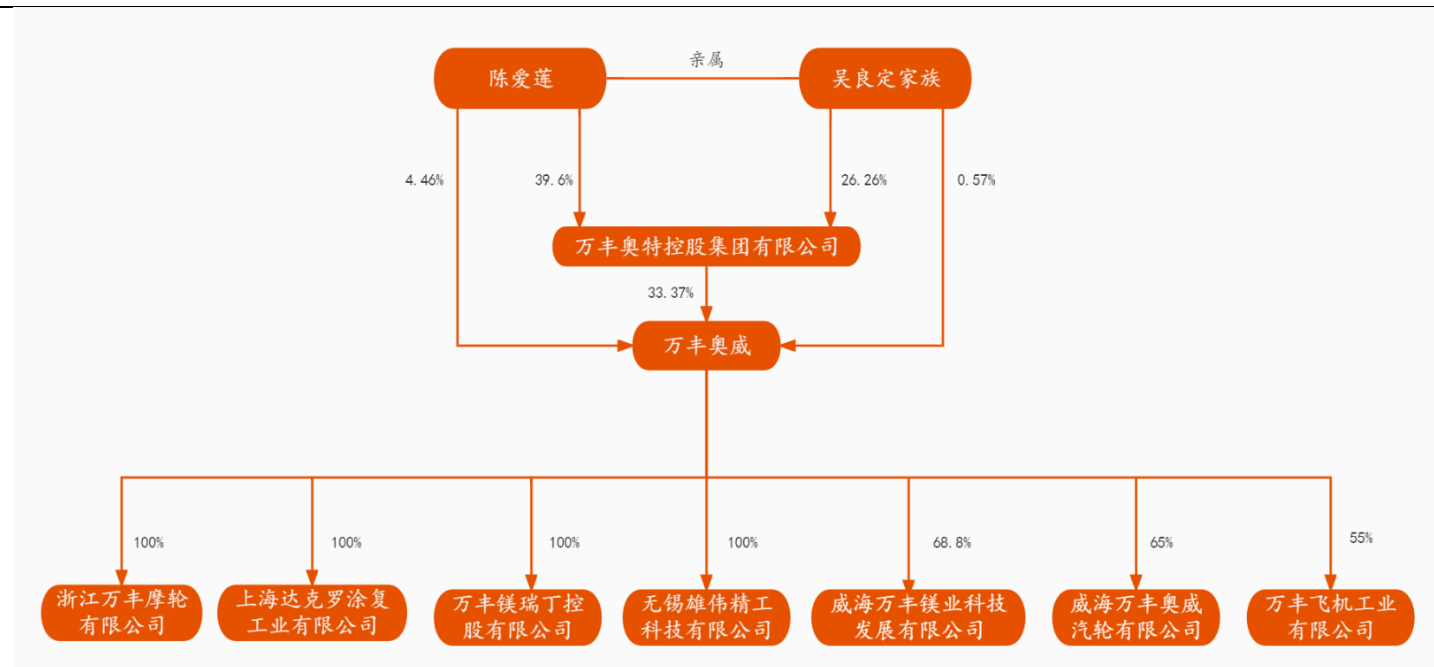 亲属
陈爱莲
吴良定家族
4.46%
39.6%
26.26%
0.57%
万丰奥特控股集团有限公司
33.37%
万丰奥威
100%
100%
100%
100%
68.8%
65%
55%
浙江万丰摩轮
有限公司
上海达克罗涂复
工业有限公司
万丰镁瑞丁控
股有限公司
无锡雄伟精工
科技有限公司
威海万丰镁业科技
发展有限公司
威海万丰奥威
汽轮有限公司
万丰飞机工业
有限公司